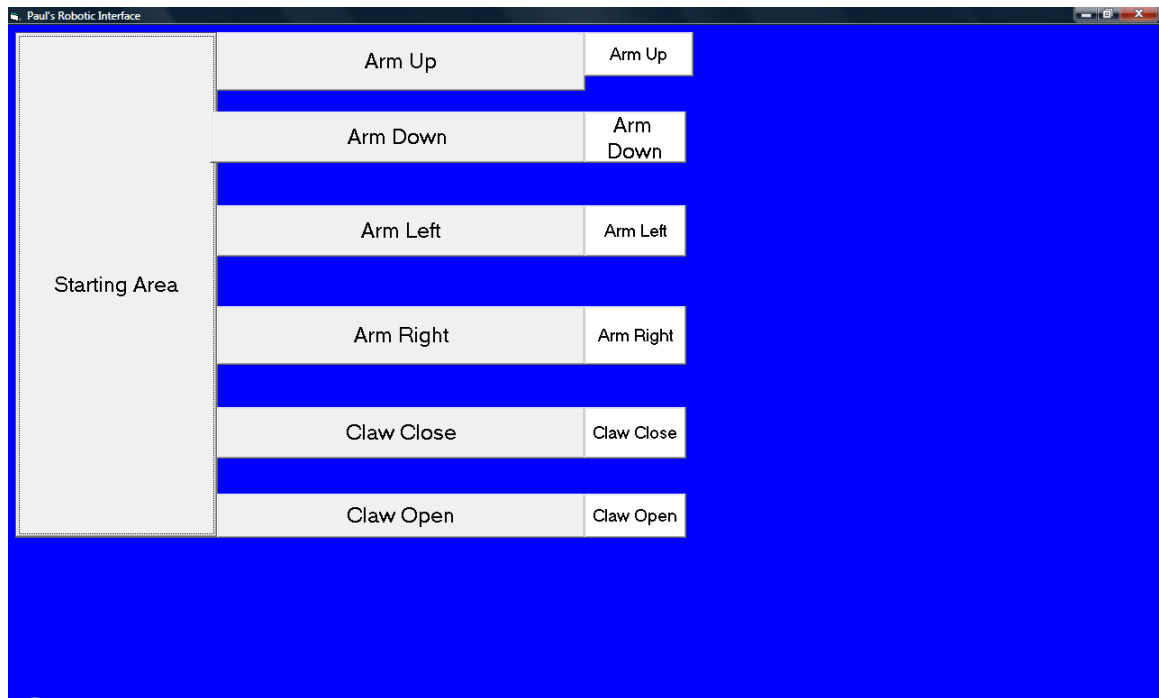 Paul's Robotic Interface
Arm Up
Arm Up
Arm Down
Arm
Down
Arm Left
Arm Left
Starting Area
Arm Right
Arm Right
Claw Close
Claw Close
Claw Open
Claw Open